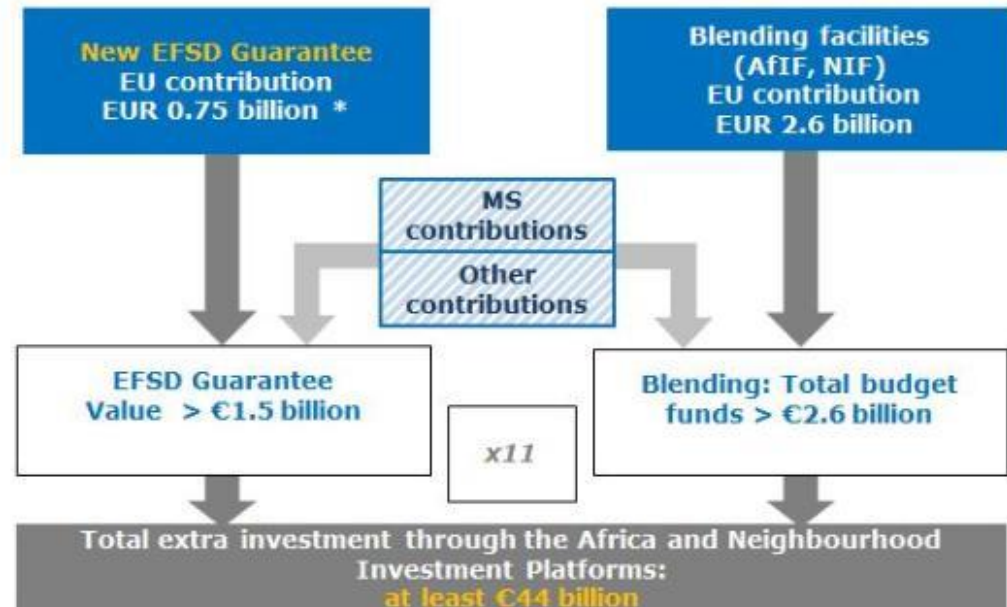 New EFSD Guarantee
EU contribution
EUR 0.75 billion *
Blending facilities
(AfIF, NIF)
EU contribution
EUR 2.6 billion
MS
contributions
Other
contributions
EFSD Guarantee
Value > €1.5 billion
x11
Blending: Total budget
funds > €2.6 billion
Total extra investment through the Africa and Neighbourhood
Investment Platforms:
at least €44 billion